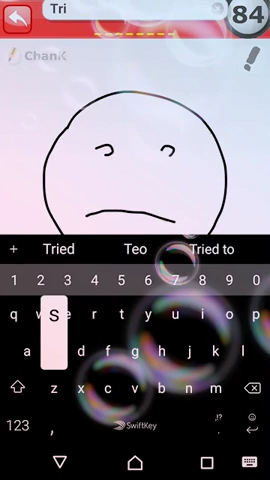 Tri
84
ChanK
Tried Teo Tried to
1 2 3 4 5 6 7 8 9 0
q w e r t y u i o p
S
a d f g h j k l
z x c v b n m
123 , SwiftKey .!?